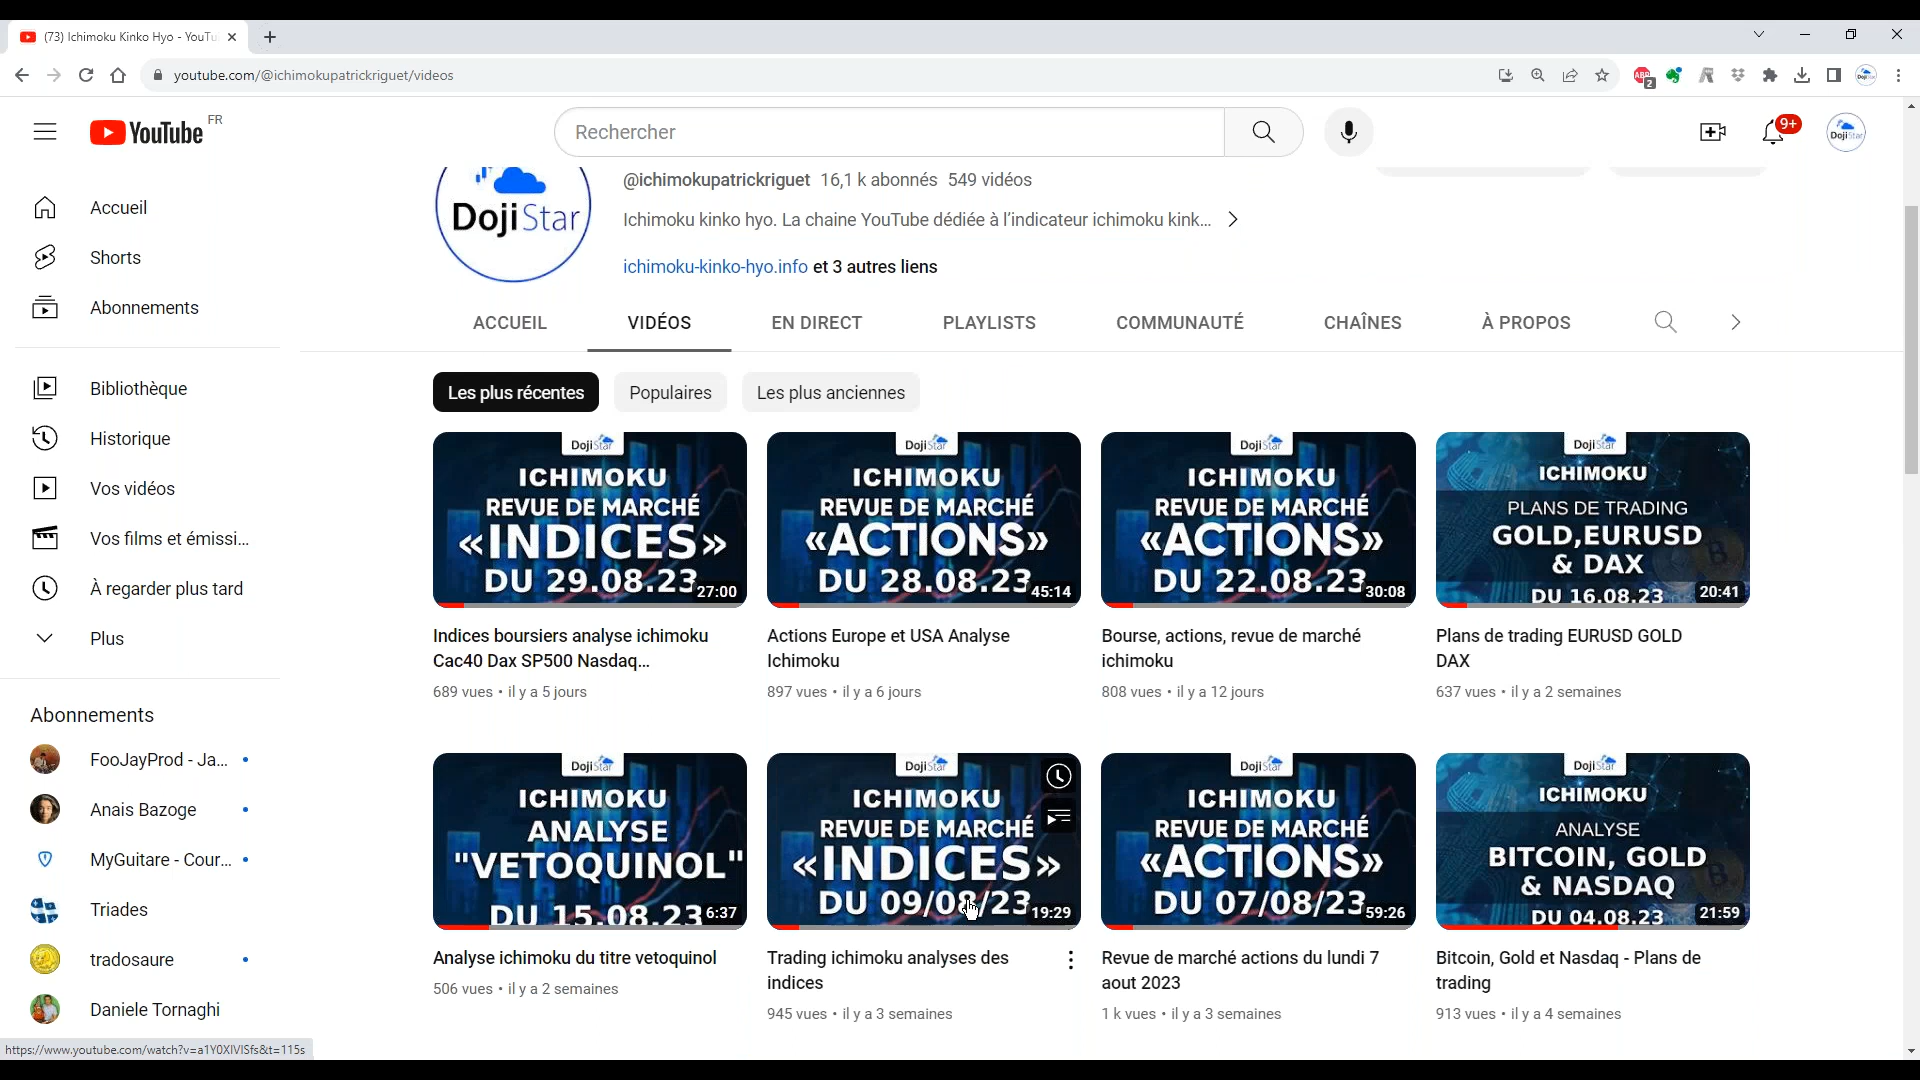 (73) Ichimoku Kinko Hyo - YouTu
youtube.com/@ichimokupatrickriguet/videos
ABP
2
YouTube FR
Rechercher
9+
DojiStar
Accueil
Shorts
Abonnements
Bibliothèque
Historique
Vos vidéos
Vos films et émissi...
À regarder plus tard
Plus
Abonnements
FooJayProd - Ja...
Anais Bazoge
MyGuitare - Cour...
Triades
tradosaure
Daniele Tornaghi
DojiStar
@ichimokupatrickriguet 16,1 k abonnés 549 vidéos
Ichimoku kinko hyo. La chaine YouTube dédiée à l'indicateur ichimoku kink...
ichimoku-kinko-hyo.info et 3 autres liens
ACCUEIL VIDÉOS EN DIRECT PLAYLISTS COMMUNAUTÉ CHAÎNES À PROPOS
Les plus récentes Populaires Les plus anciennes
DojiStar
ICHIMOKU
REVUE DE MARCHÉ
«INDICES»
DU 29.08.23
27:00
Indices boursiers analyse ichimoku
Cac40 Dax SP500 Nasdaq...
689 vues • il y a 5 jours
DojiStar
ICHIMOKU
REVUE DE MARCHÉ
«ACTIONS»
DU 28.08.23
45:14
Actions Europe et USA Analyse
Ichimoku
897 vues • il y a 6 jours
DojiStar
ICHIMOKU
REVUE DE MARCHÉ
«ACTIONS»
DU 22.08.23
30:08
Bourse, actions, revue de marché
ichimoku
808 vues • il y a 12 jours
DojiStar
ICHIMOKU
PLANS DE TRADING
GOLD,EURUSD
& DAX
DU 16.08.23
20:41
Plans de trading EURUSD GOLD
DAX
637 vues • il y a 2 semaines
DojiStar
ICHIMOKU
ANALYSE
"VETOQUINOL"
DU 15.08.23
6:37
Analyse ichimoku du titre vetoquinol
506 vues • il y a 2 semaines
DojiStar
ICHIMOKU
REVUE DE MARCHÉ
«INDICES»
DU 09/08/23
19:29
Trading ichimoku analyses des
indices
945 vues • il y a 3 semaines
DojiStar
ICHIMOKU
REVUE DE MARCHÉ
«ACTIONS»
DU 07/08/23
59:26
Revue de marché actions du lundi 7
aout 2023
1 k vues • il y a 3 semaines
DojiStar
ICHIMOKU
ANALYSE
BITCOIN, GOLD
& NASDAQ
DU 04.08.23
21:59
Bitcoin, Gold et Nasdaq - Plans de
trading
913 vues • il y a 4 semaines
https://www.youtube.com/watch?v=a1Y0XIVISfs&t=115s